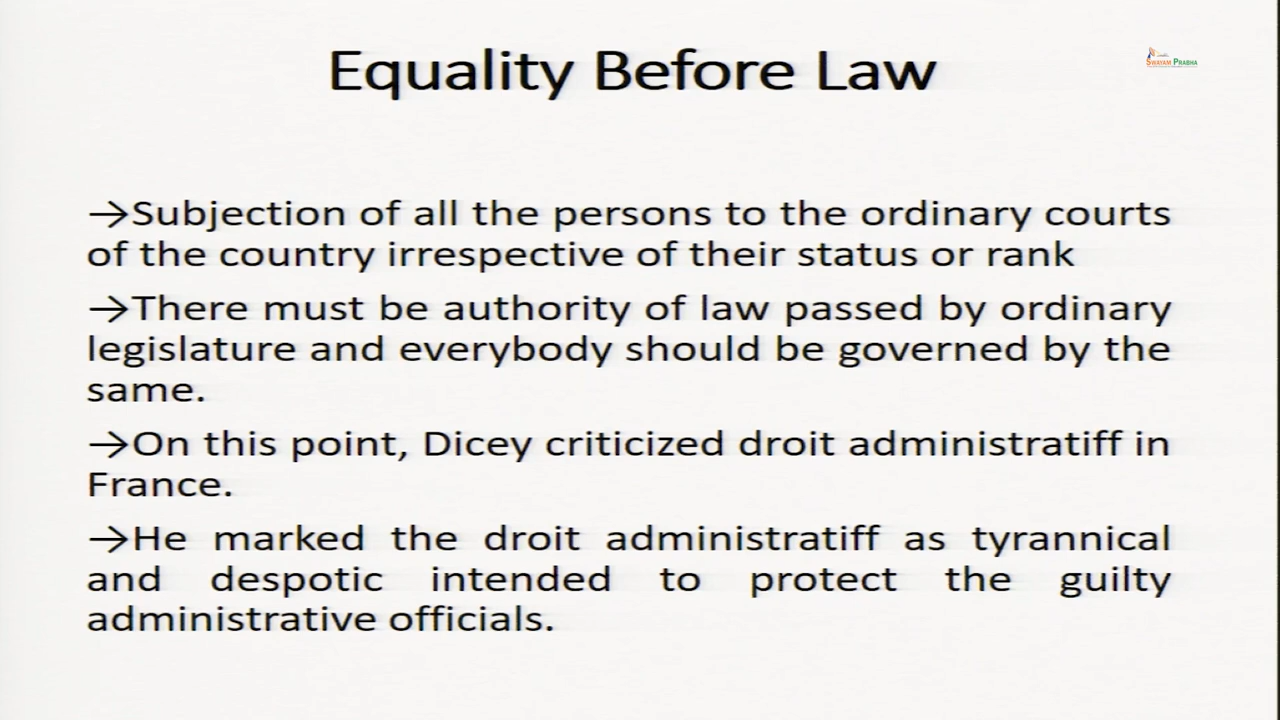 Equality Before Law
SWAYAM PRABHA
→Subjection of all the persons to the ordinary courts
of the country irrespective of their status or rank
→There must be authority of law passed by ordinary
legislature and everybody should be governed by the
same.
→On this point, Dicey criticized droit administratiff in
France.
→He marked the droit administratiff as tyrannical
and despotic intended to protect the guilty
administrative officials.